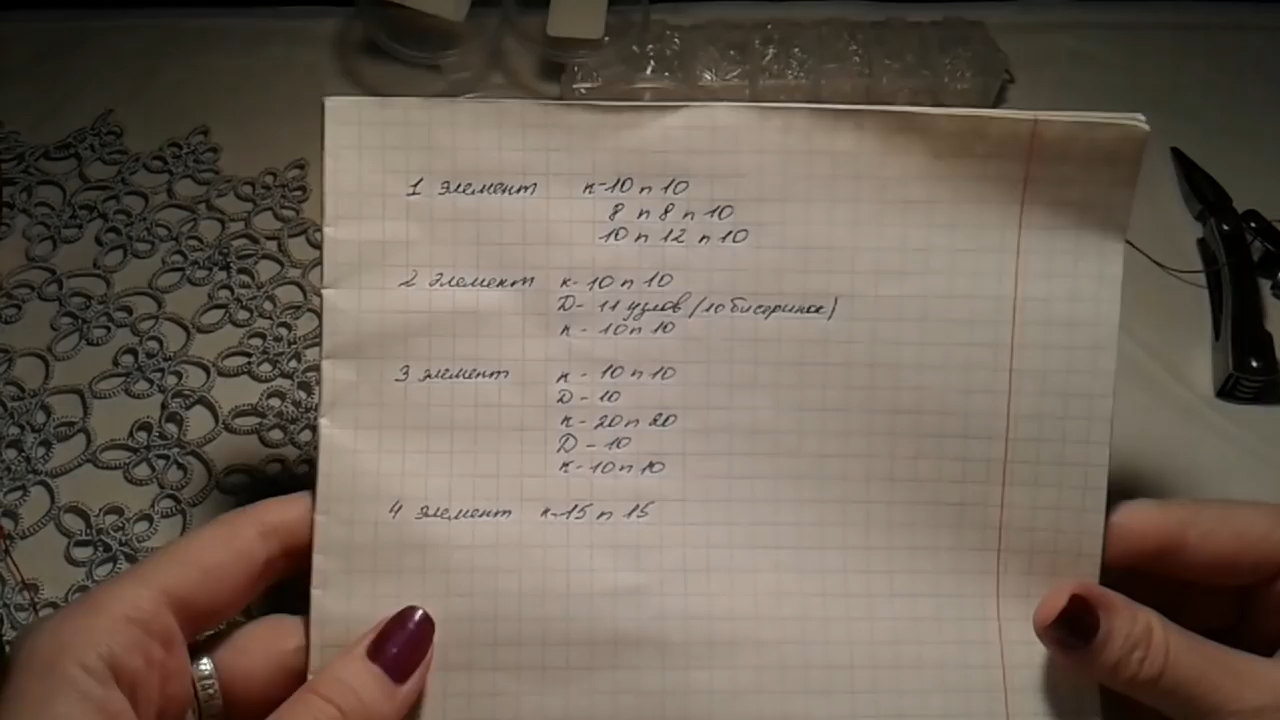 1 элемент к-10 п 10
8 п 8 п 10
10 п 12 п 10
2 элемент к-10 п 10
Д- 11 узлов (10 бисеринок)
к - 10 п 10
3 элемент к - 10 п 10
Д - 10
к - 20 п 20
Д - 10
к - 10 п 10
4 элемент к-15 п 15